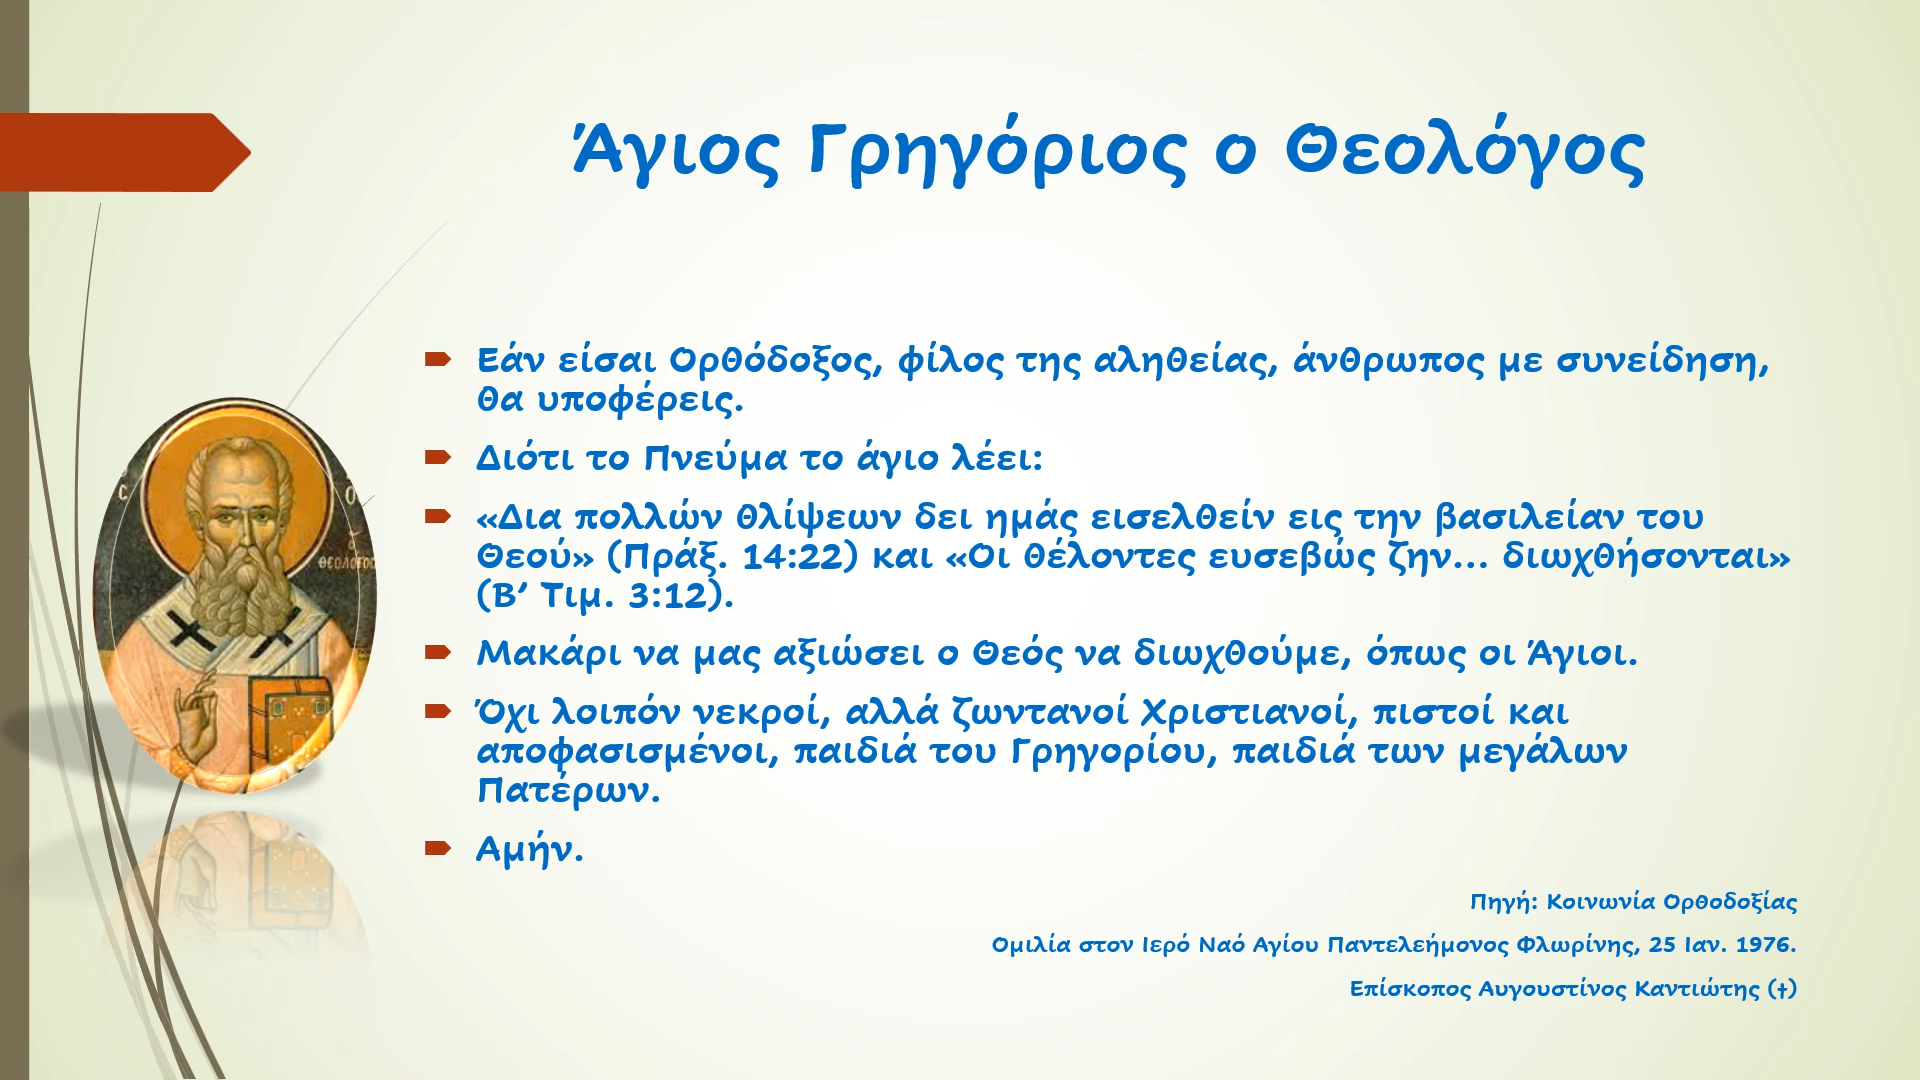 Άγιος Γρηγόριος ο Θεολόγος
Εάν είσαι Ορθόδοξος, φίλος της αληθείας, άνθρωπος με συνείδηση,
θα υποφέρεις.
Διότι το Πνεύμα το άγιο λέει:
«Δια πολλών θλίψεων δει ημάς εισελθείν εις την βασιλείαν του
Θεού» (Πράξ. 14:22) και «Οι θέλοντες ευσεβώς ζην… διωχθήσονται»
(Β’ Τιμ. 3:12).
Μακάρι να μας αξιώσει ο Θεός να διωχθούμε, όπως οι Άγιοι.
Όχι λοιπόν νεκροί, αλλά ζωντανοί Χριστιανοί, πιστοί και
αποφασισμένοι, παιδιά του Γρηγορίου, παιδιά των μεγάλων
Πατέρων.
Αμήν.
Πηγή: Κοινωνία Ορθοδοξίας
Ομιλία στον Ιερό Ναό Αγίου Παντελεήμονος Φλωρίνης, 25 Ιαν. 1976.
Επίσκοπος Αυγουστίνος Καντιώτης (†)